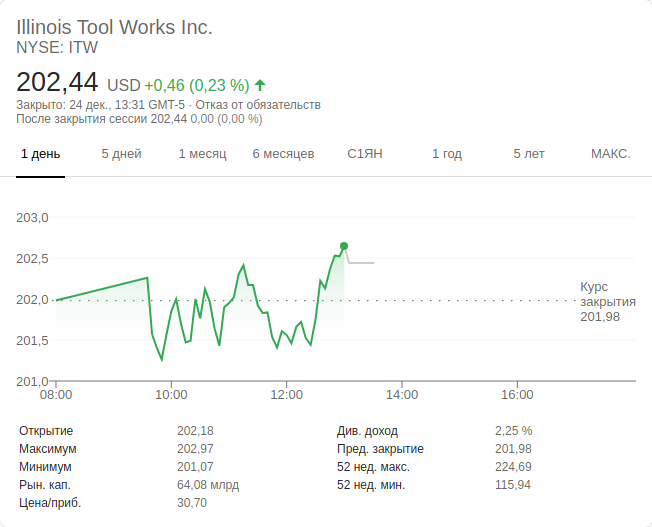 Illinois Tool Works Inc.
NYSE: ITW
202,44 USD +0,46 (0,23 %)
Закрыто: 24 дек., 13:31 GMT-5 · Отказ от обязательств
После закрытия сессии 202,44 0,00 (0,00 %)
1 день 5 дней 1 месяц 6 месяцев С1ЯН 1 год 5 лет МАКС.
203,0
202,5
202,0
201,5
201,0
Курс
закрытия
201,98
08:00 10:00 12:00 14:00 16:00
Открытие 202,18 Див. доход 2,25 %
Максимум 202,97 Пред. закрытие 201,98
Минимум 201,07 52 нед. макс. 224,69
Рын. кап. 64,08 млрд 52 нед. мин. 115,94
Цена/приб. 30,70